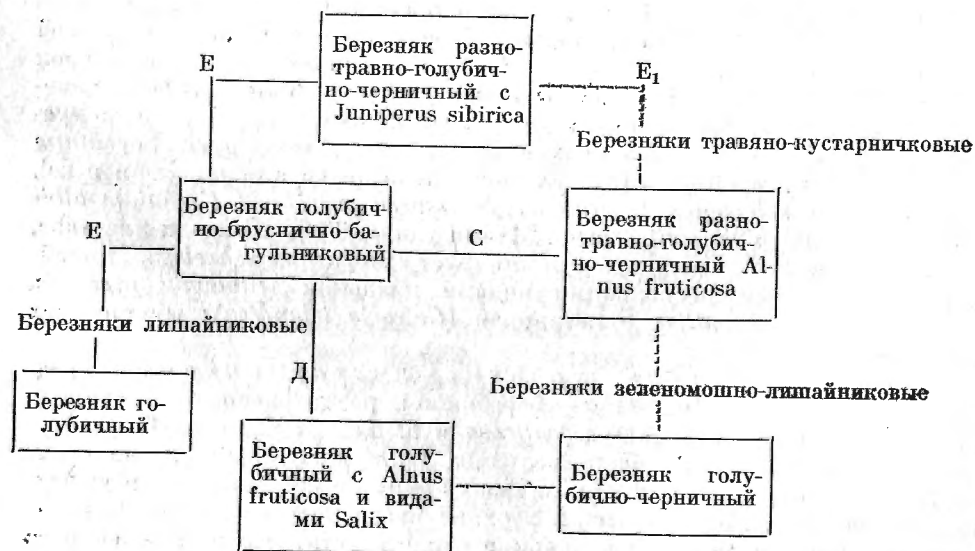 Березняк разно-
травно-голубич-
но-черничный с
Juniperus sibirica
Е
Е₁
Березняки травяно-кустарничковые
Березняк голубич-
но-бруснично-ба-
гульниковый
Е
С
Березняк разно-
травно-голубич-
но-черничный Al-
nus fruticosa
Березняки лишайниковые
Д
Березняки зеленомошно-лишайниковые
Березняк го-
лубичный
Березняк голу-
бичный с Alnus
fruticosa и вида-
ми Salix
Березняк голу-
бично-черничный